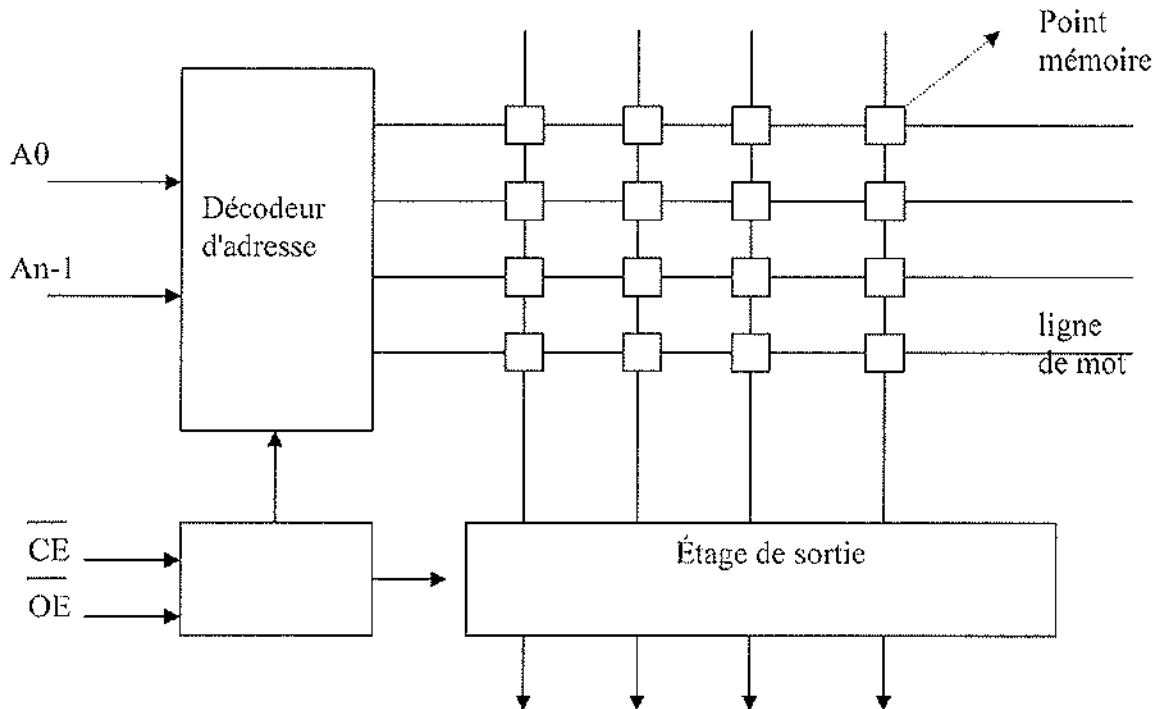 Point
mémoire
A0
Décodeur
d'adresse
An-1
ligne
de mot
CE
OE
Étage de sortie